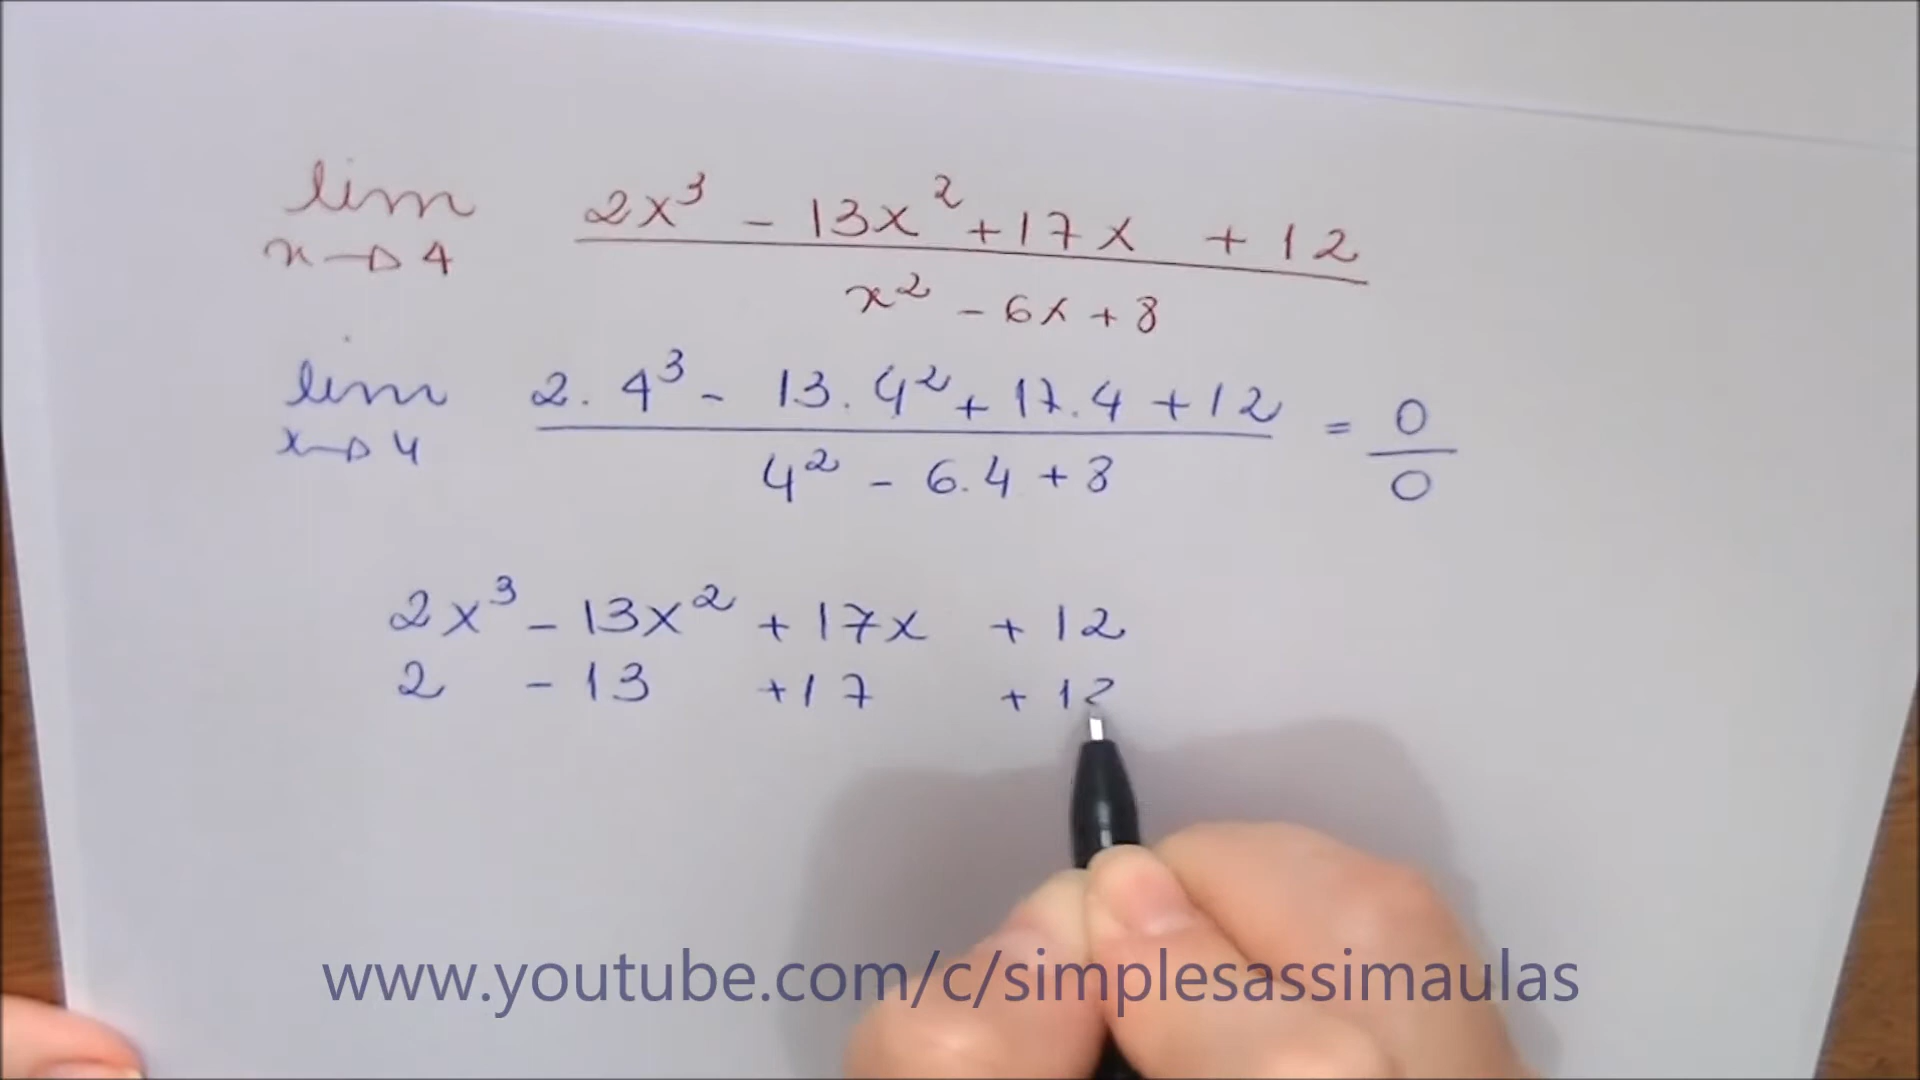 lim 2x³ - 13x² + 17x + 12
x→4 x² - 6x + 8
lim 2.4³ - 13.4² + 17.4 + 12 = 0
x→4 4² - 6.4 + 8 0
2x³ - 13x² + 17x + 12
2 - 13 + 17 + 12
www.youtube.com/c/simplesassimaulas